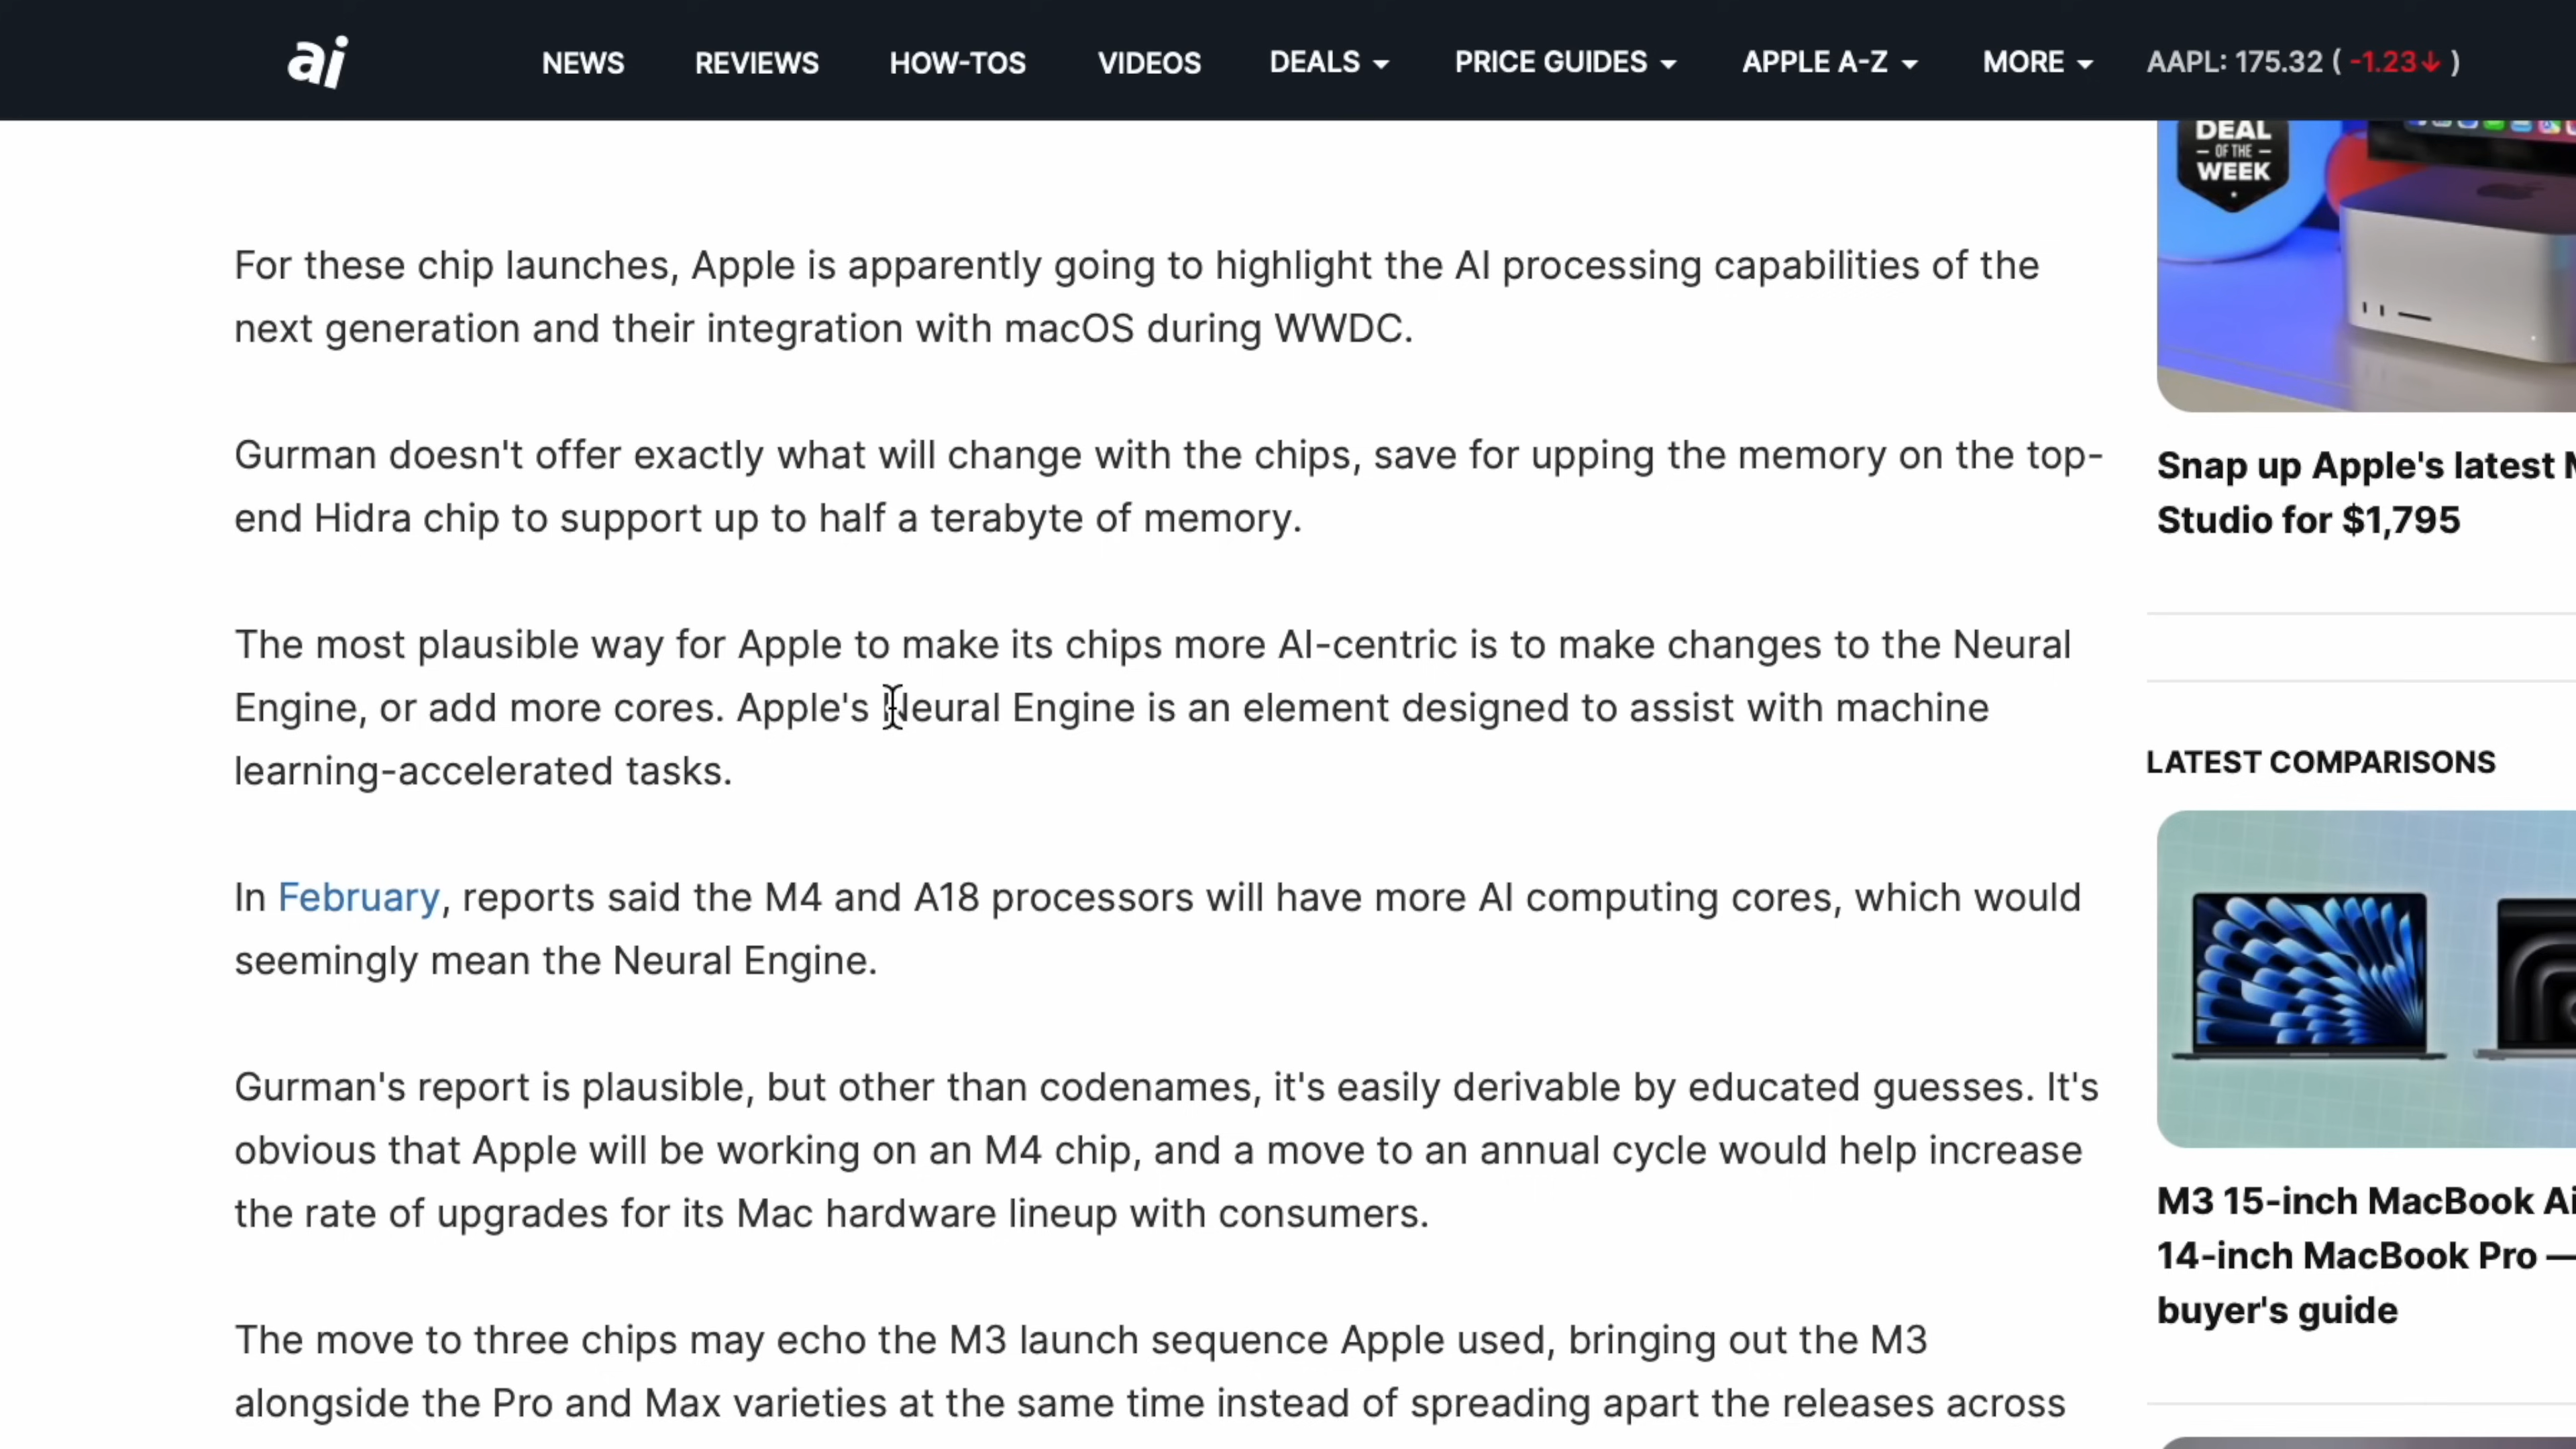 ai
NEWS
REVIEWS
HOW-TOS
VIDEOS
DEALS
PRICE GUIDES
APPLE A-Z
MORE
AAPL: 175.32 ( -1.23↓ )
For these chip launches, Apple is apparently going to highlight the AI processing capabilities of the
next generation and their integration with macOS during WWDC.
Gurman doesn't offer exactly what will change with the chips, save for upping the memory on the top-
end Hidra chip to support up to half a terabyte of memory.
The most plausible way for Apple to make its chips more AI-centric is to make changes to the Neural
Engine, or add more cores. Apple's Neural Engine is an element designed to assist with machine
learning-accelerated tasks.
In February, reports said the M4 and A18 processors will have more AI computing cores, which would
seemingly mean the Neural Engine.
Gurman's report is plausible, but other than codenames, it's easily derivable by educated guesses. It's
obvious that Apple will be working on an M4 chip, and a move to an annual cycle would help increase
the rate of upgrades for its Mac hardware lineup with consumers.
The move to three chips may echo the M3 launch sequence Apple used, bringing out the M3
alongside the Pro and Max varieties at the same time instead of spreading apart the releases across
DEAL
— OF THE —
WEEK
Snap up Apple's latest
Studio for $1,795
LATEST COMPARISONS
M3 15-inch MacBook Ai
14-inch MacBook Pro —
buyer's guide